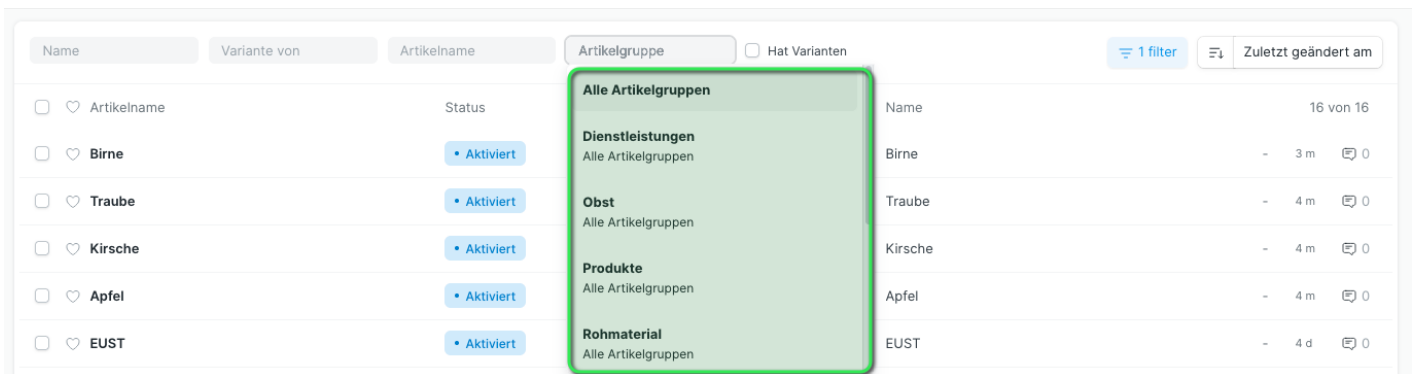 Name Variante von Artikelname Artikelgruppe Hat Varianten 1 filter Zuletzt geändert am
Alle Artikelgruppen
Artikelname Status Name 16 von 16
Dienstleistungen
Alle Artikelgruppen
Birne • Aktiviert Birne - 3 m 0
Traube • Aktiviert Obst Traube - 4 m 0
Alle Artikelgruppen
Kirsche • Aktiviert Kirsche - 4 m 0
Produkte
Alle Artikelgruppen
Apfel • Aktiviert Apfel - 4 m 0
Rohmaterial
EUST • Aktiviert EUST - 4 d 0
Alle Artikelgruppen